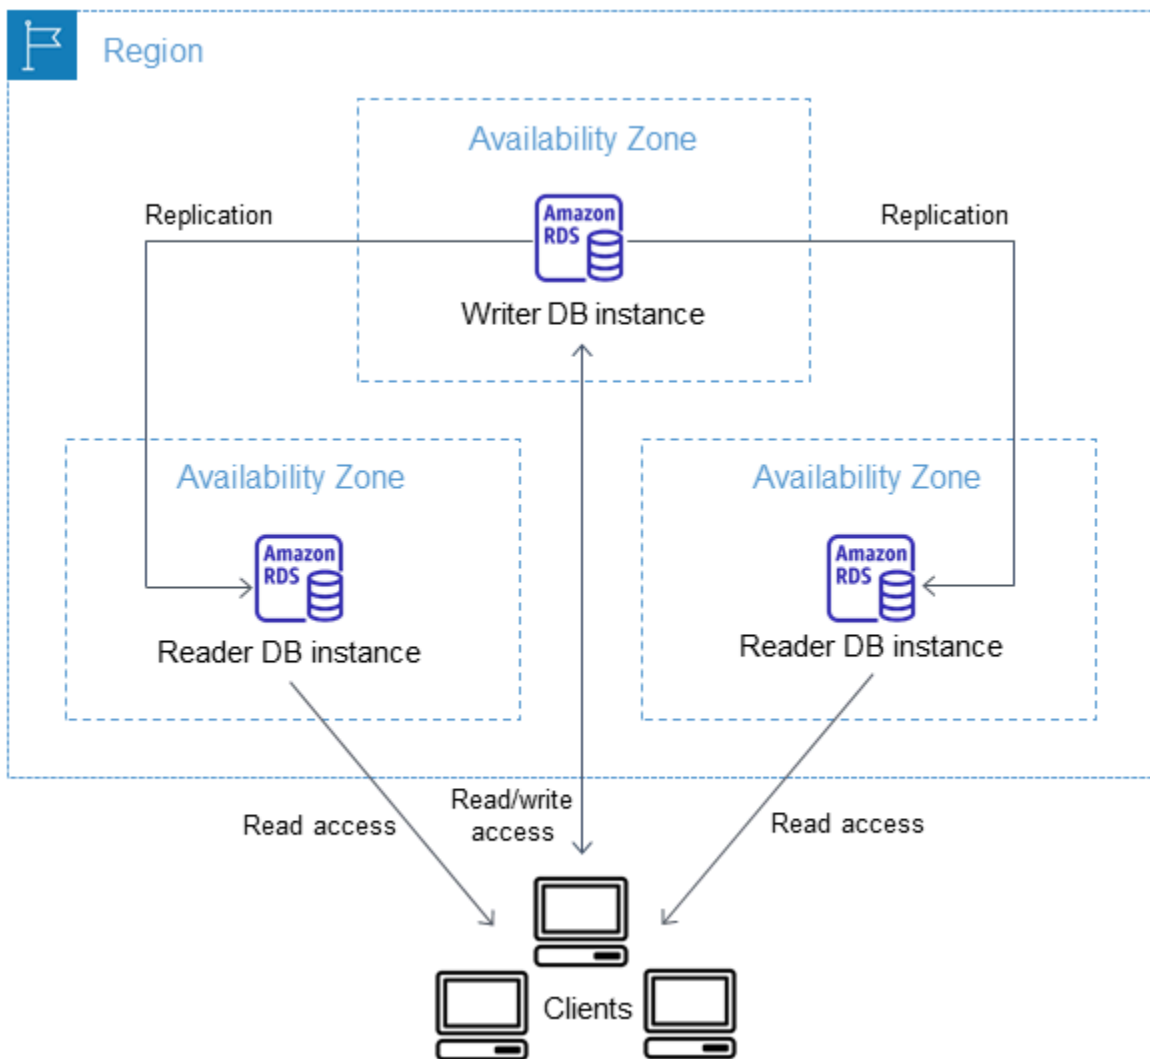 Region
Availability Zone
Replication
Replication
Amazon
RDS
Writer DB instance
Availability Zone
Availability Zone
Amazon
RDS
Amazon
RDS
Reader DB instance
Reader DB instance
Read access
Read/write
access
Read access
Clients